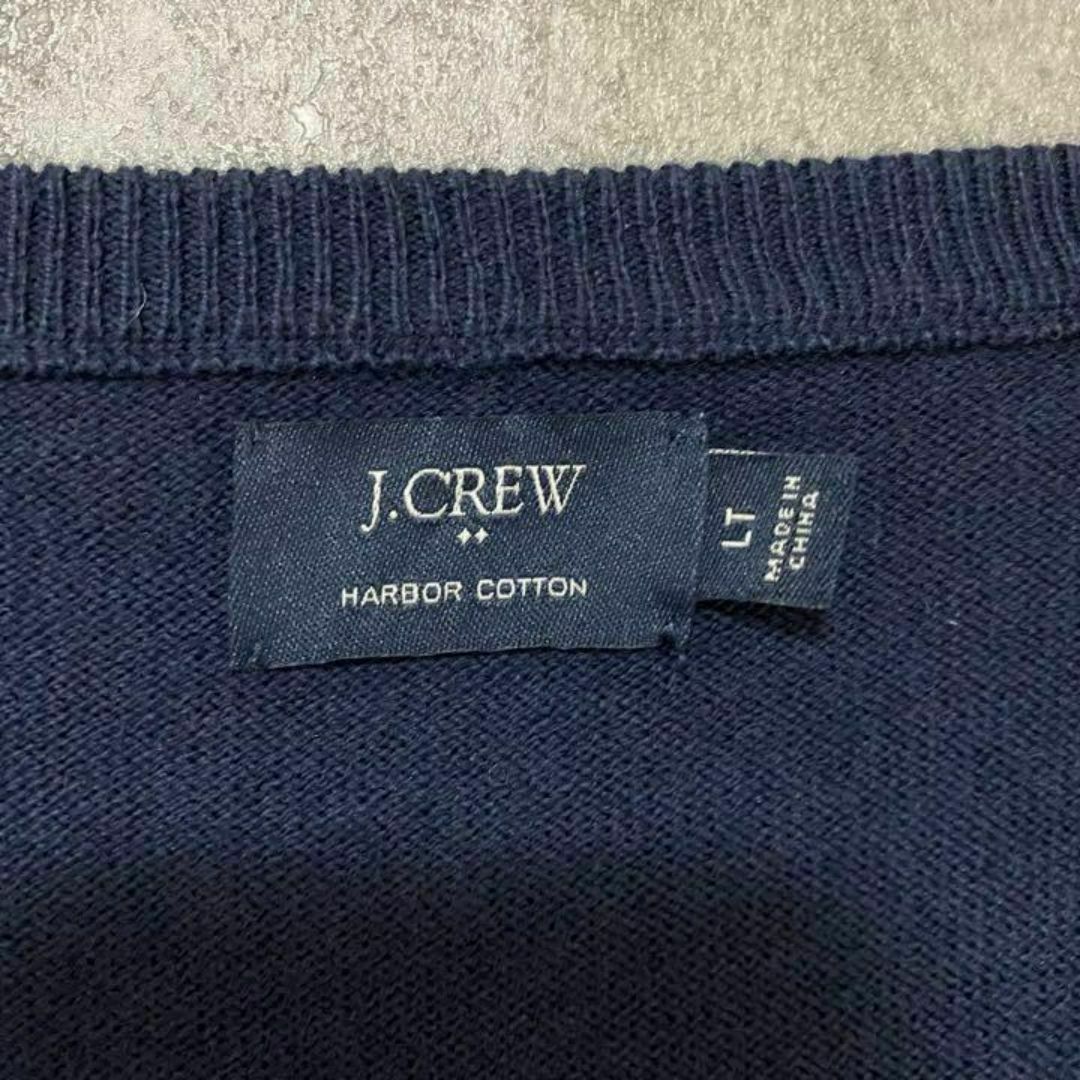 J.CREW
HARBOR COTTON
LT
MADE IN
CHINA